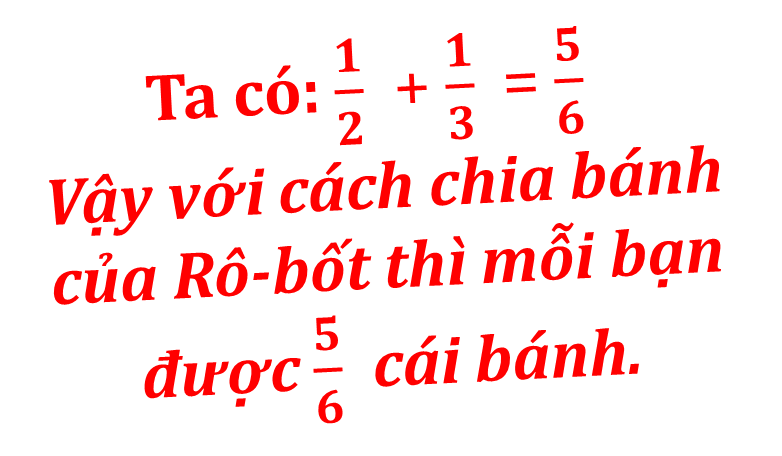 Ta có: 1/2 + 1/3 = 5/6
Vậy với cách chia bánh
của Rô-bốt thì mỗi bạn
được 5/6 cái bánh.